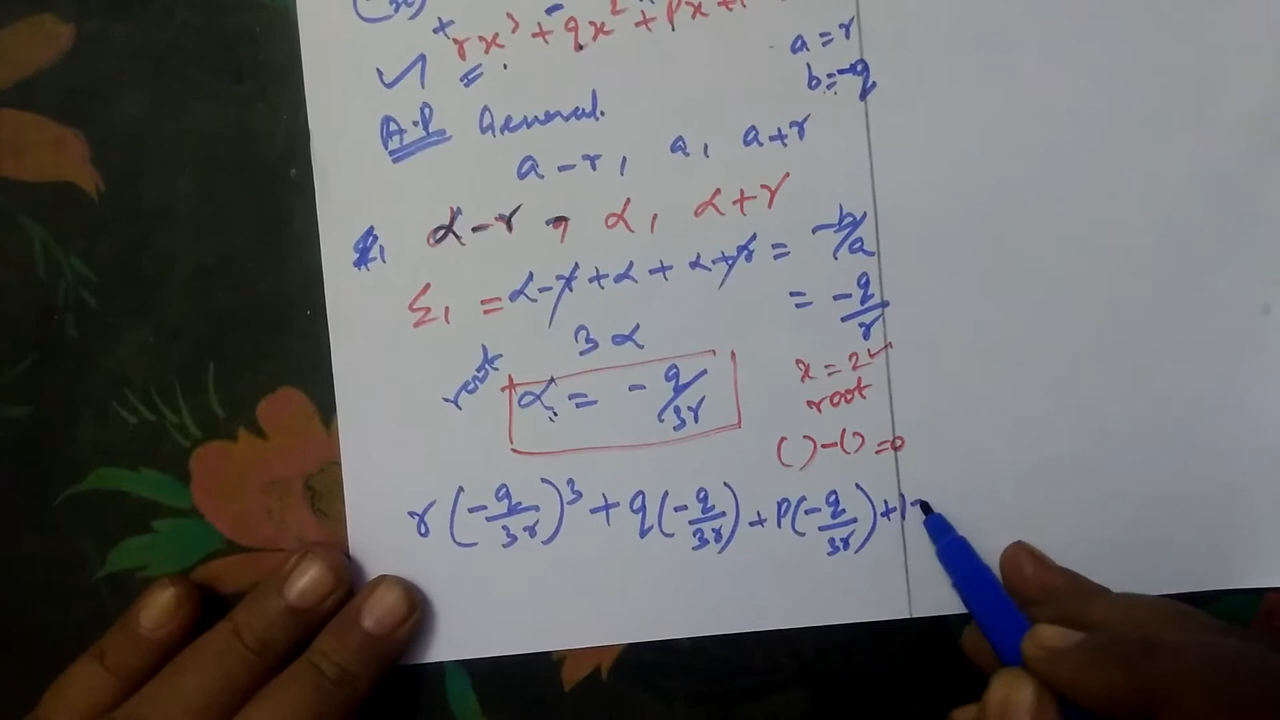 rx³ + qx² + px + 1
a = r
b = -q
A.P General.
a - r, a, a + r
α - r, α, α + r
Σ₁ = α - r + α + α + r = -b/a
3α = -q/r
root α = -q/3r
x = 2 ✓
root
( ) - ( ) = 0
r(-q/3r)³ + q(-q/3r) + P(-q/3r) + 1 =